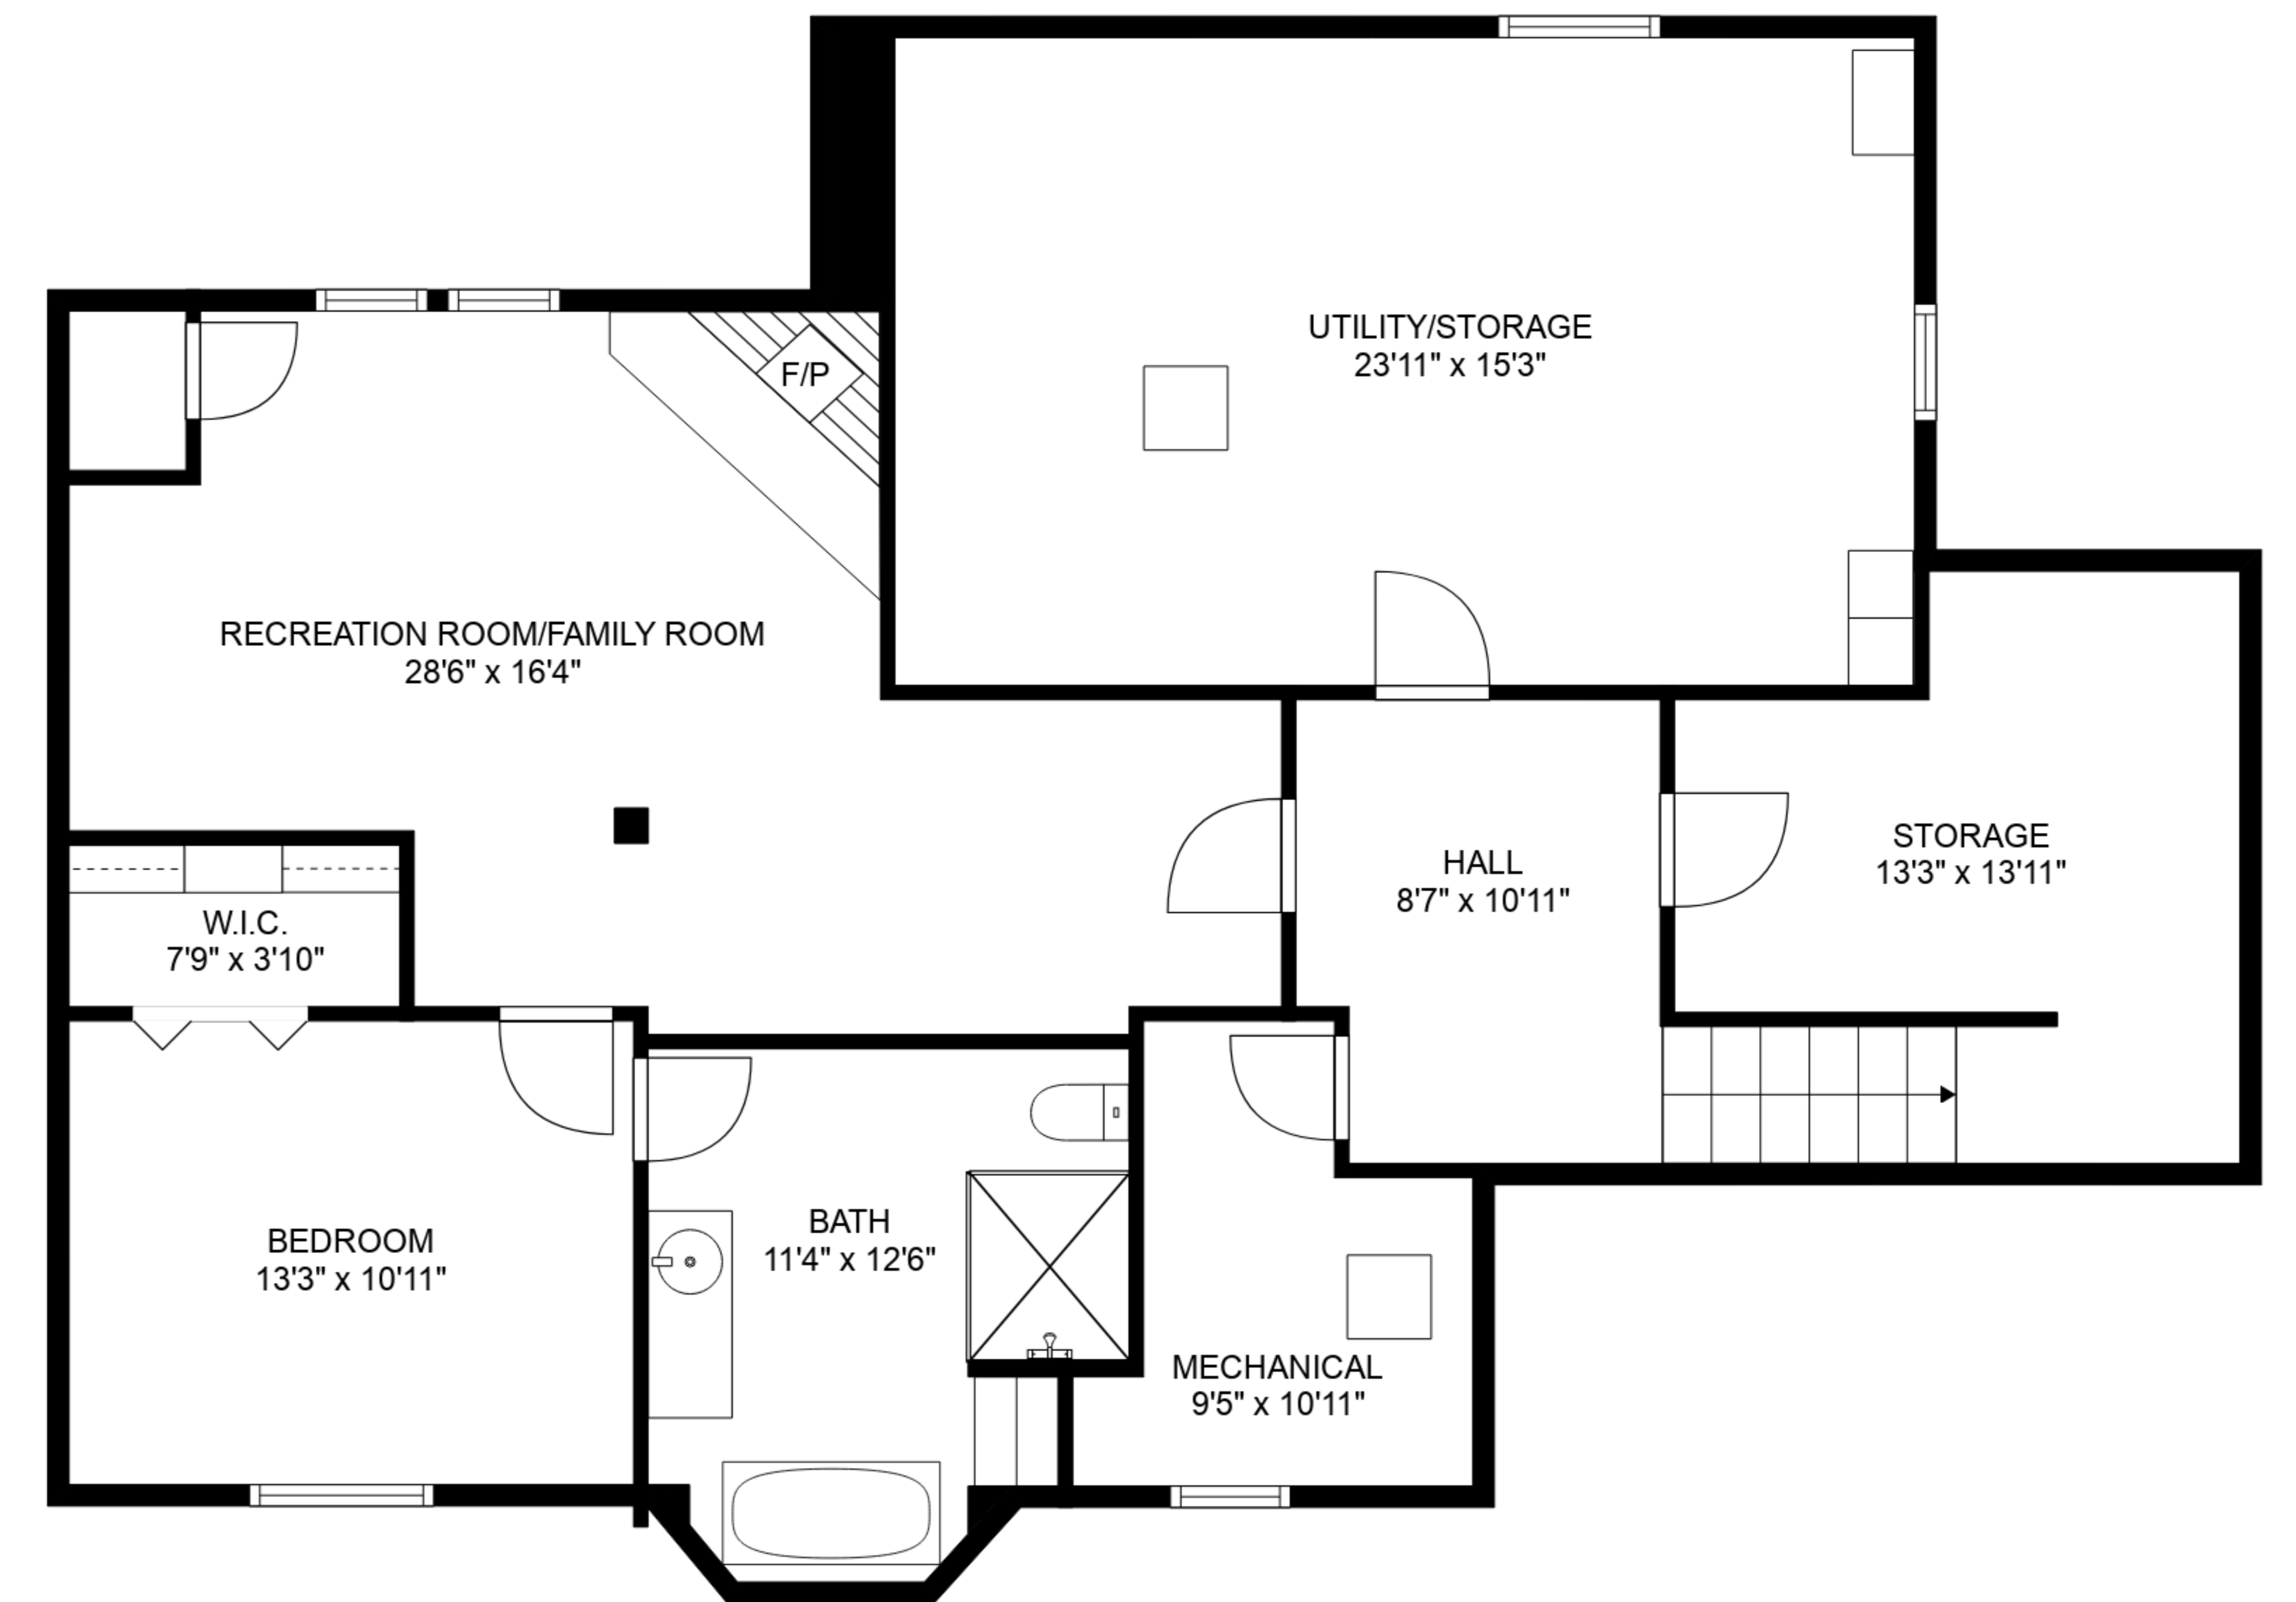 UTILITY/STORAGE
23'11" x 15'3"
F/P
RECREATION ROOM/FAMILY ROOM
28'6" x 16'4"
STORAGE
13'3" x 13'11"
HALL
8'7" x 10'11"
W.I.C.
7'9" x 3'10"
BATH
11'4" x 12'6"
BEDROOM
13'3" x 10'11"
MECHANICAL
9'5" x 10'11"